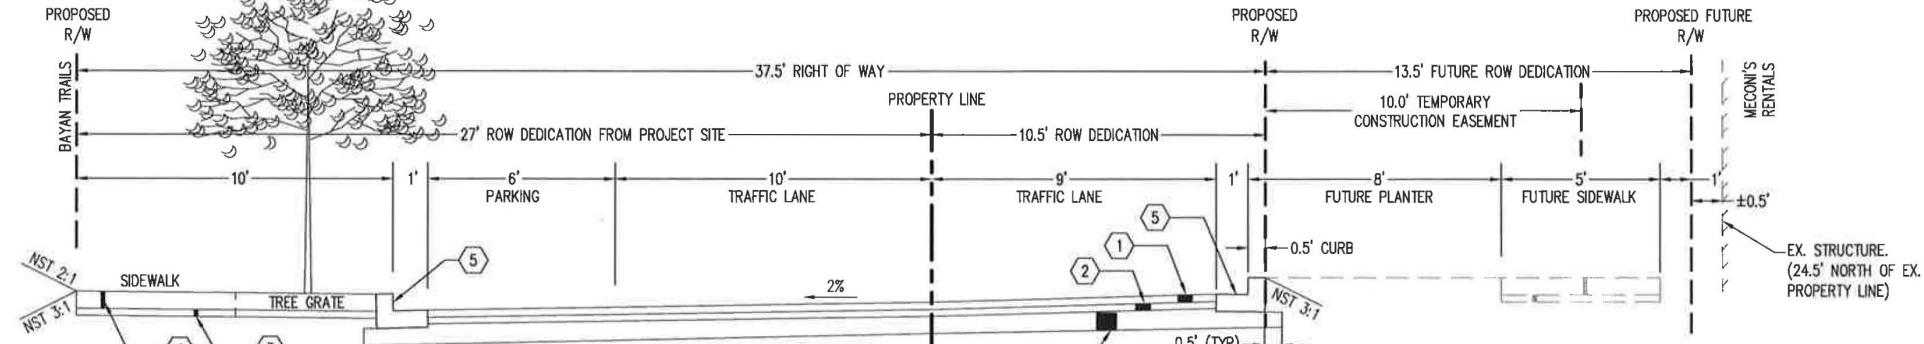 PROPOSED
R/W
PROPOSED
R/W
PROPOSED FUTURE
R/W
BAYAN TRAILS
37.5' RIGHT OF WAY
13.5' FUTURE ROW DEDICATION
MECONI'S
RENTALS
PROPERTY LINE
10.0' TEMPORARY
CONSTRUCTION EASEMENT
27' ROW DEDICATION FROM PROJECT SITE
10.5' ROW DEDICATION
10'
1'
6'
PARKING
10'
TRAFFIC LANE
9'
TRAFFIC LANE
1'
8'
FUTURE PLANTER
5'
FUTURE SIDEWALK
1'
±0.5'
5
1
2
5
0.5' CURB
EX. STRUCTURE.
(24.5' NORTH OF EX.
PROPERTY LINE)
NST 2:1
SIDEWALK
TREE GRATE
2%
NST 3:1
NST 3:1
0.5' (TYP)